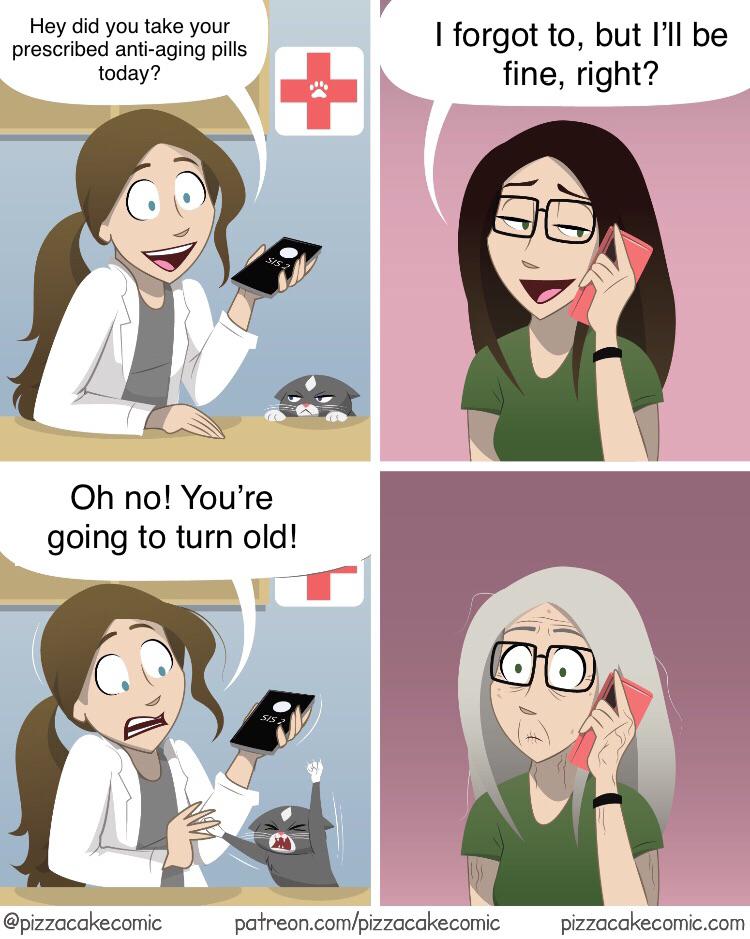 Hey did you take your
prescribed anti-aging pills
today?
I forgot to, but I'll be
fine, right?
SIS 2
Oh no! You're
going to turn old!
SIS 2
@pizzacakecomic
patreon.com/pizzacakecomic
pizzacakecomic.com